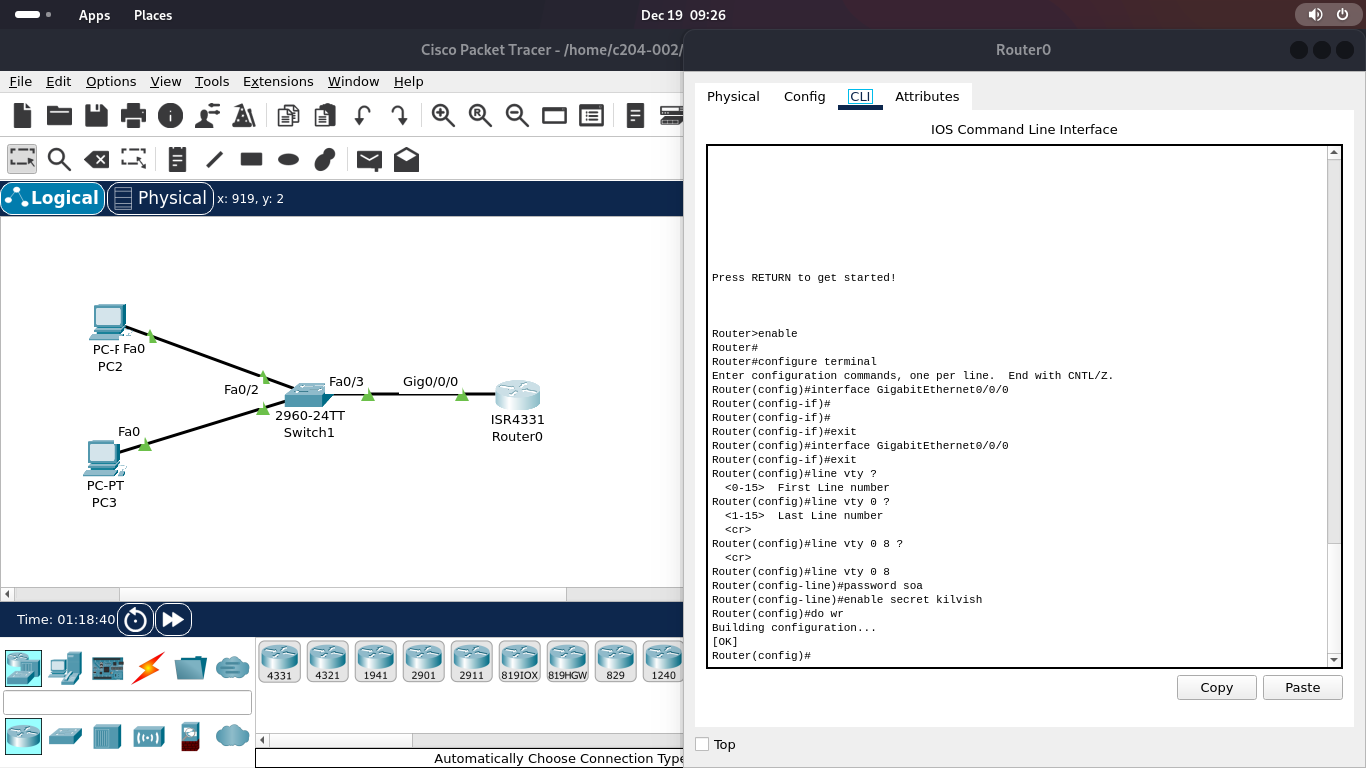 Apps Places Dec 19 09:26
Cisco Packet Tracer - /home/c204-002/
Router0
File Edit Options View Tools Extensions Window Help
Physical Config CLI Attributes
IOS Command Line Interface
Logical Physical x: 919, y: 2
Press RETURN to get started!
Router>enable
Router#
Router#configure terminal
Enter configuration commands, one per line.  End with CNTL/Z.
Router(config)#interface GigabitEthernet0/0/0
Router(config-if)#
Router(config-if)#
Router(config-if)#exit
Router(config)#interface GigabitEthernet0/0/0
Router(config-if)#exit
Router(config)#line vty ?
<0-15>  First Line number
Router(config)#line vty 0 ?
<1-15>  Last Line number
<cr>
Router(config)#line vty 0 8 ?
<cr>
Router(config)#line vty 0 8
Router(config-line)#password soa
Router(config-line)#enable secret kilvish
Router(config)#do wr
Building configuration...
[OK]
Router(config)#
Copy Paste
Top
PC-F Fa0
PC2
Fa0/2
Fa0/3
Gig0/0/0
2960-24TT
Switch1
ISR4331
Router0
Fa0
PC-PT
PC3
Time: 01:18:40
4331 4321 1941 2901 2911 819IOX 819HGW 829 1240
Automatically Choose Connection Type